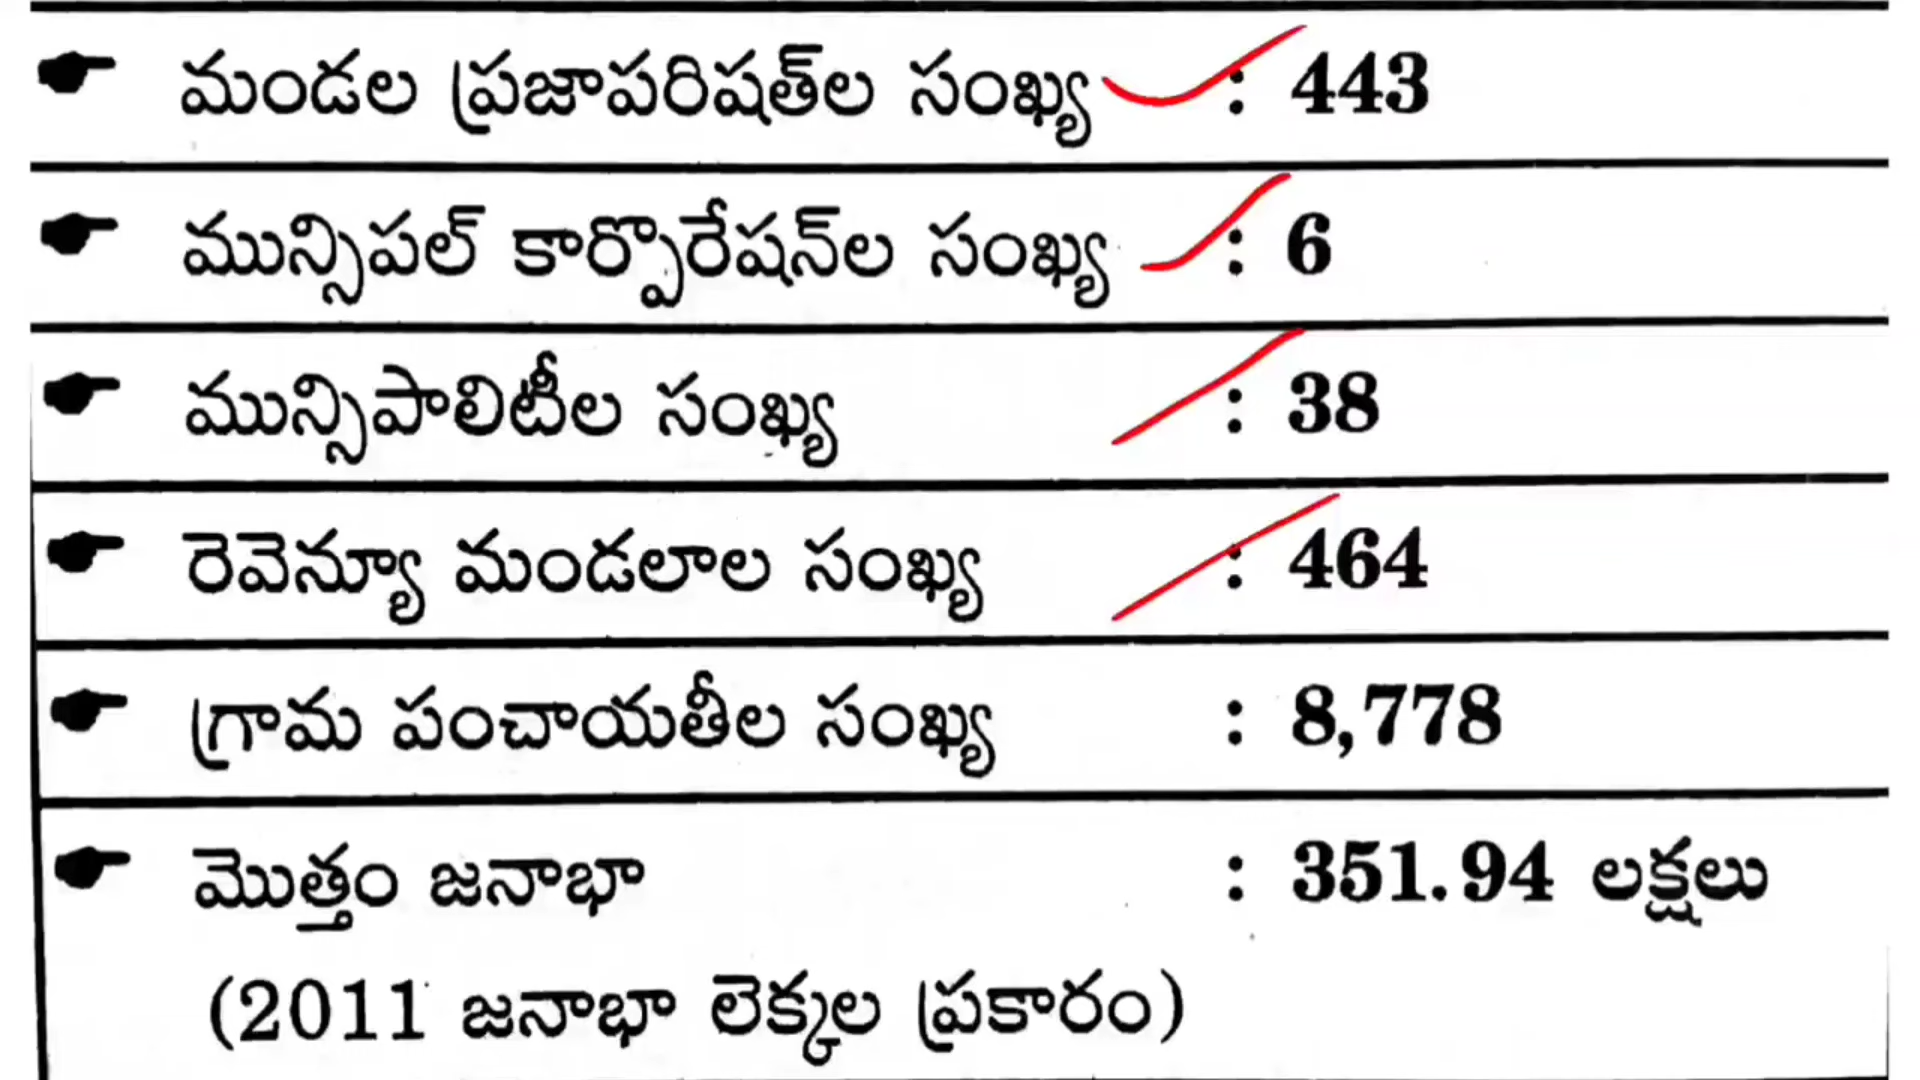 మండల ప్రజాపరిషత్‌ల సంఖ్య : 443
మున్సిపల్ కార్పొరేషన్‌ల సంఖ్య : 6
మున్సిపాలిటీల సంఖ్య : 38
రెవెన్యూ మండలాల సంఖ్య : 464
గ్రామ పంచాయతీల సంఖ్య : 8,778
మొత్తం జనాభా : 351.94 లక్షలు
(2011 జనాభా లెక్కల ప్రకారం)